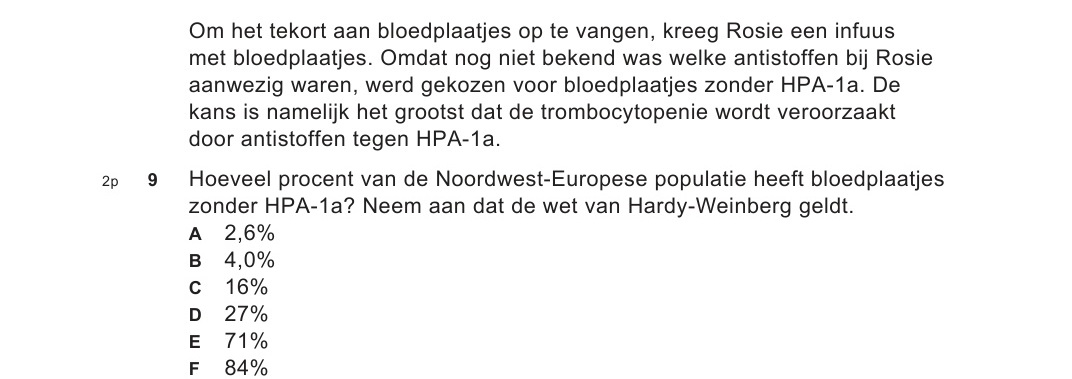 Om het tekort aan bloedplaatjes op te vangen, kreeg Rosie een infuus
met bloedplaatjes. Omdat nog niet bekend was welke antistoffen bij Rosie
aanwezig waren, werd gekozen voor bloedplaatjes zonder HPA-1a. De
kans is namelijk het grootst dat de trombocytopenie wordt veroorzaakt
door antistoffen tegen HPA-1a.
2p 9 Hoeveel procent van de Noordwest-Europese populatie heeft bloedplaatjes
zonder HPA-1a? Neem aan dat de wet van Hardy-Weinberg geldt.
A 2,6%
B 4,0%
C 16%
D 27%
E 71%
F 84%